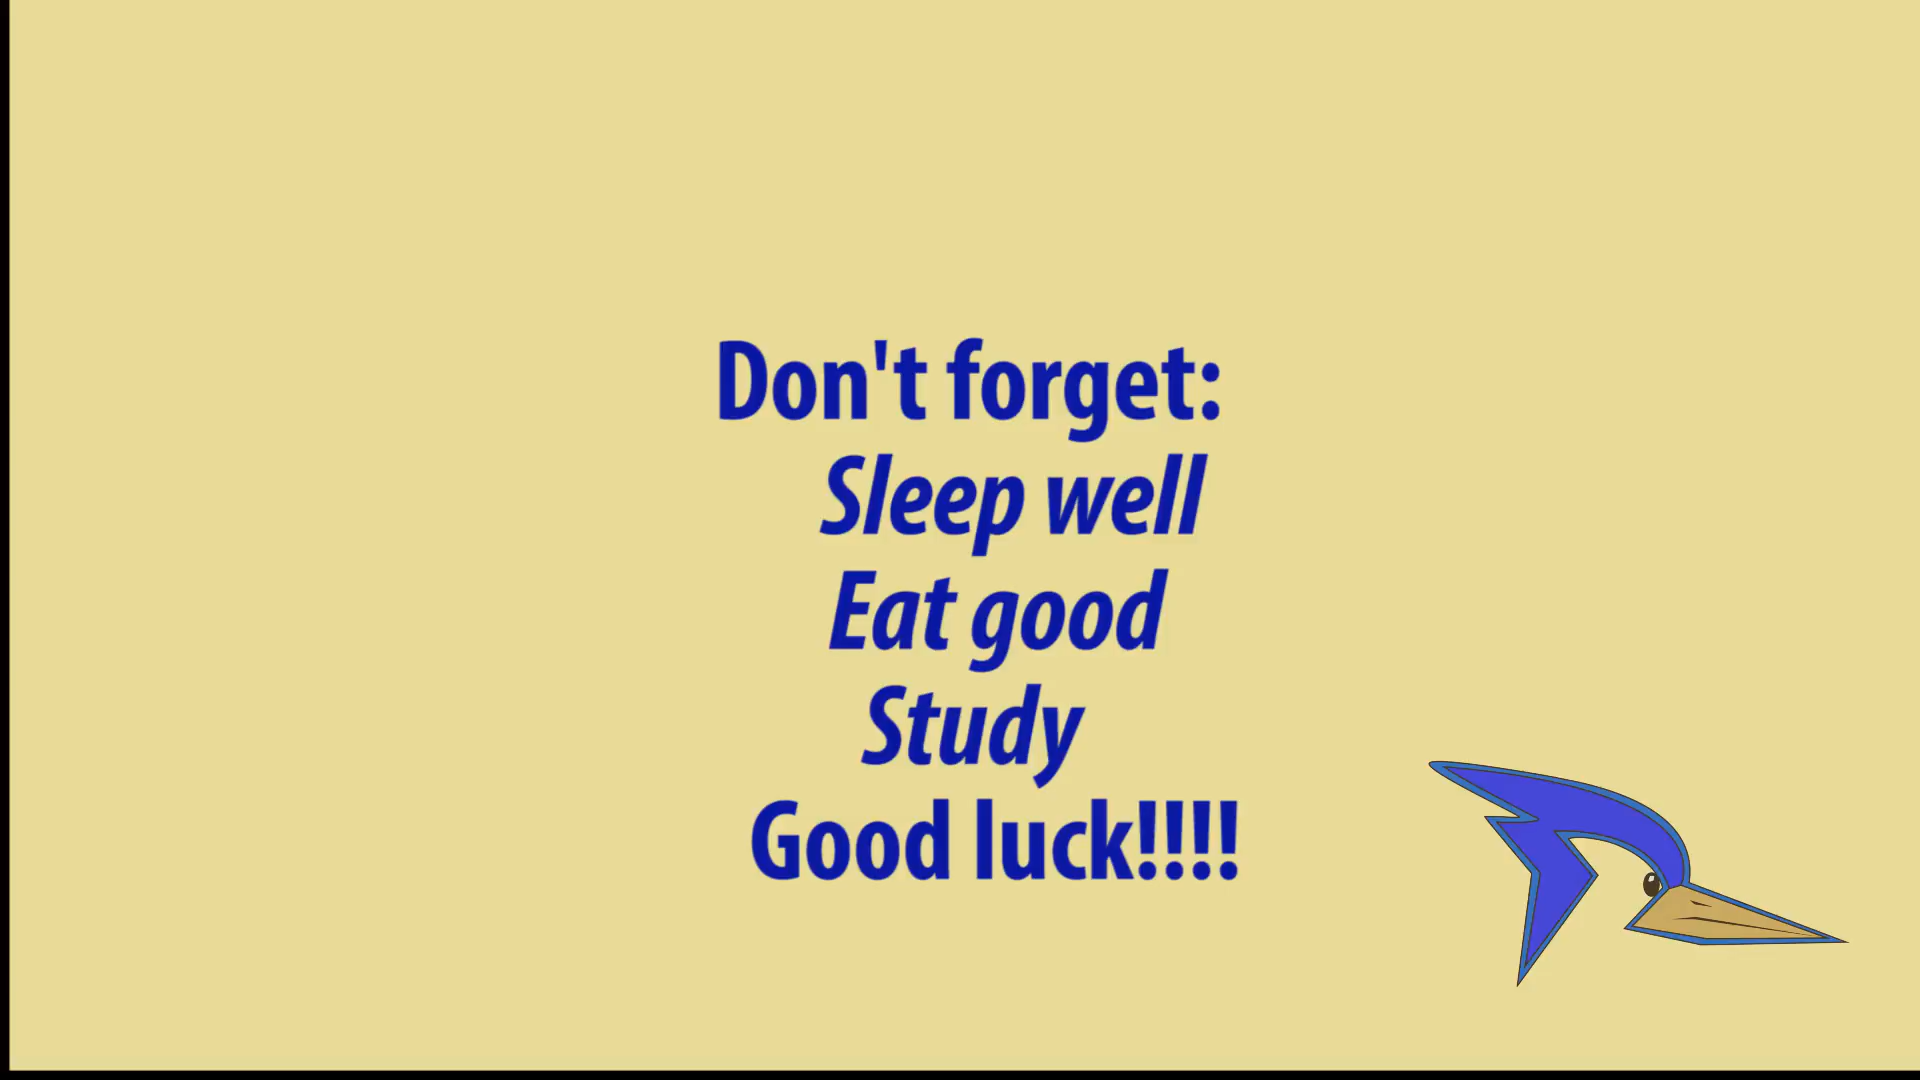 Don't forget:
Sleep well
Eat good
Study
Good luck!!!!